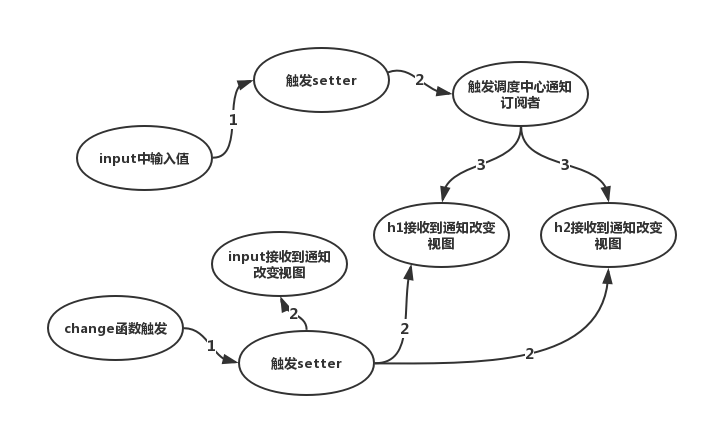 触发setter
2
触发调度中心通知
订阅者
1
input中输入值
3
3
h1接收到通知改变
视图
h2接收到通知改变
视图
input接收到通知
改变视图
2
change函数触发
1
触发setter
2
2